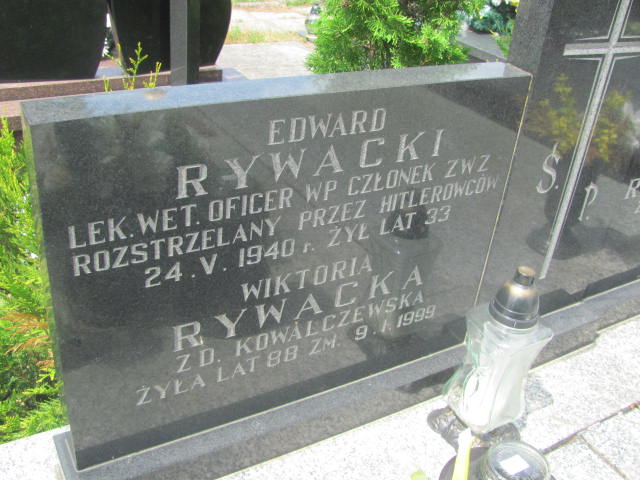 EDWARD
RYWACKI
LEK. WET. OFICER WP CZŁONEK ZWZ
ROZSTRZELANY PRZEZ HITLEROWCÓW
24.V.1940 r. ŻYŁ LAT 33
WIKTORIA
RYWACKA
ZD. KOWALCZEWSKA
ŻYŁA LAT 88 ZM. 9.I.1999
Ś. P.